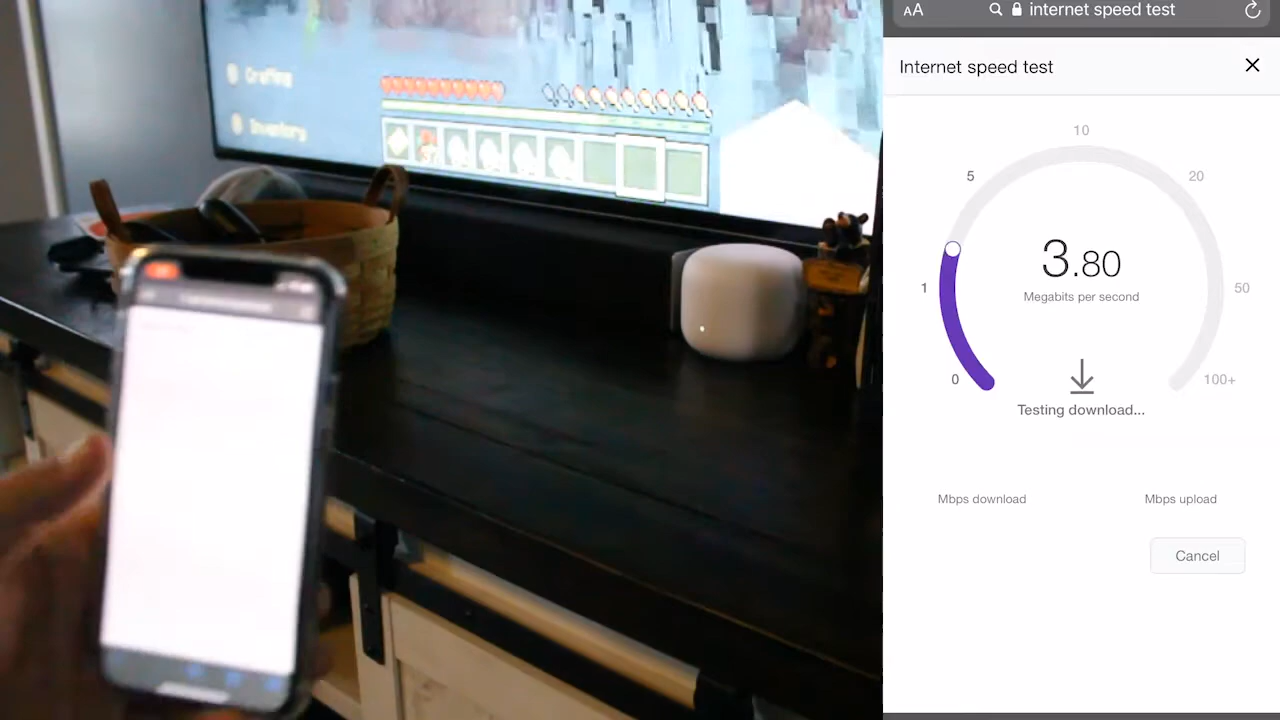 Crafting
Inventory
AA
internet speed test
Internet speed test
10
5
20
3.80
Megabits per second
1
50
0
100+
Testing download...
Mbps download
Mbps upload
Cancel